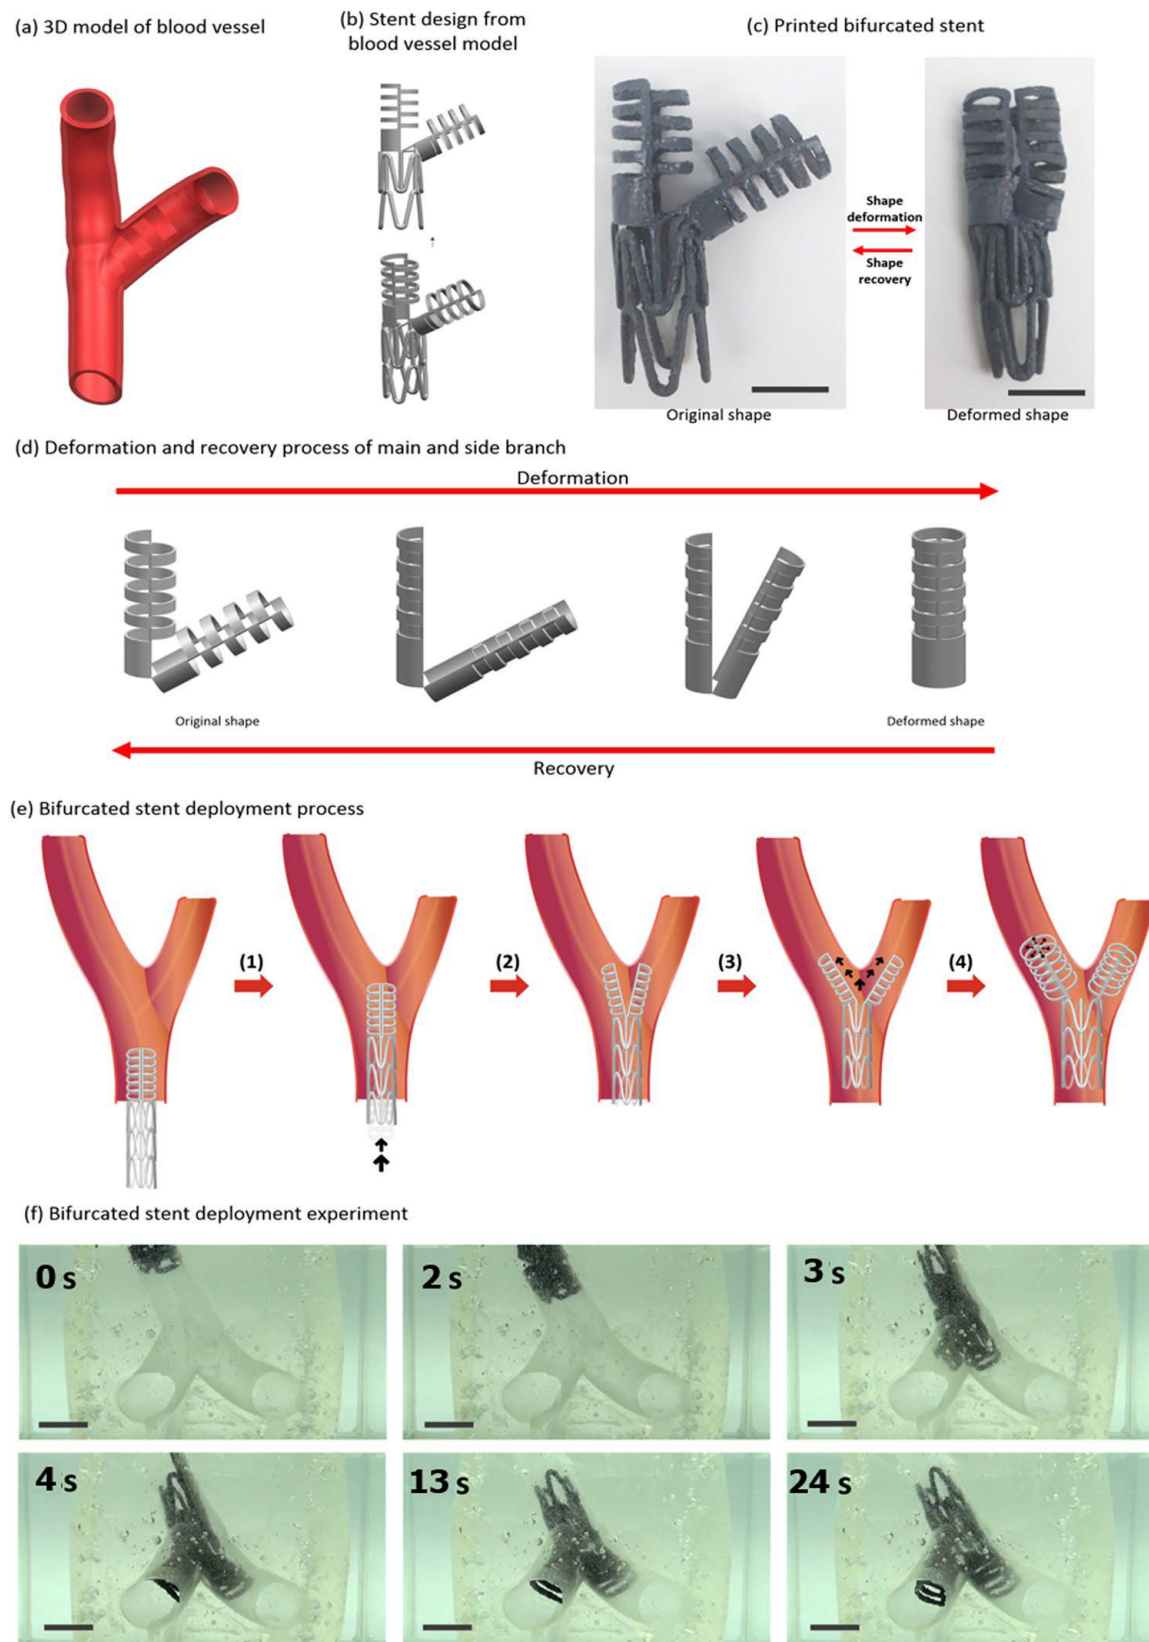 (a) 3D model of blood vessel
(b) Stent design from
blood vessel model
(c) Printed bifurcated stent
Shape
deformation
Shape
recovery
Original shape
Deformed shape
(d) Deformation and recovery process of main and side branch
Deformation
Original shape
Deformed shape
Recovery
(e) Bifurcated stent deployment process
(1)
(2)
(3)
(4)
(f) Bifurcated stent deployment experiment
0 s
2 s
3 s
4 s
13 s
24 s